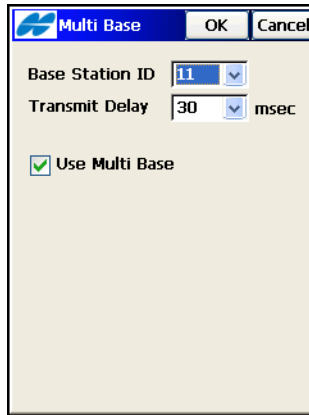 Multi Base OK Cancel
Base Station ID 11
Transmit Delay 30 msec
Use Multi Base